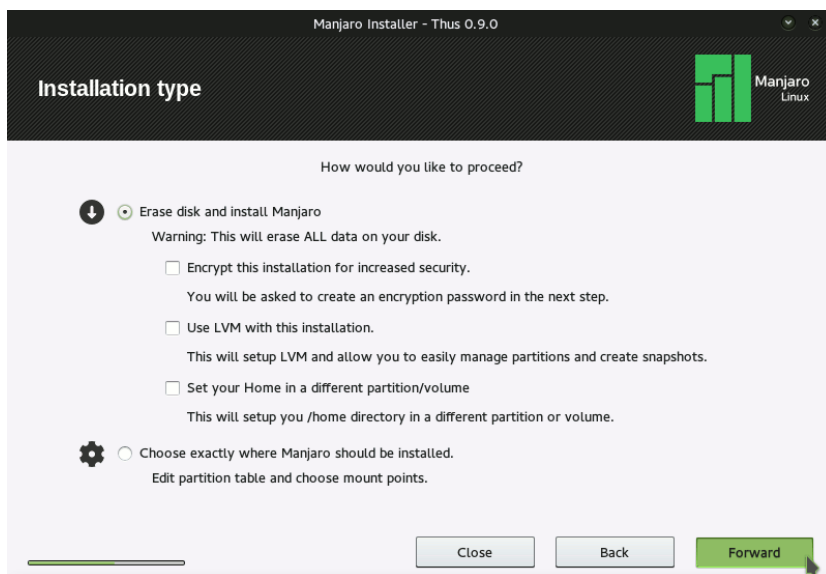 Manjaro Installer - Thus 0.9.0
Installation type
Manjaro
Linux
How would you like to proceed?
Erase disk and install Manjaro
Warning: This will erase ALL data on your disk.
Encrypt this installation for increased security.
You will be asked to create an encryption password in the next step.
Use LVM with this installation.
This will setup LVM and allow you to easily manage partitions and create snapshots.
Set your Home in a different partition/volume
This will setup you /home directory in a different partition or volume.
Choose exactly where Manjaro should be installed.
Edit partition table and choose mount points.
Close
Back
Forward